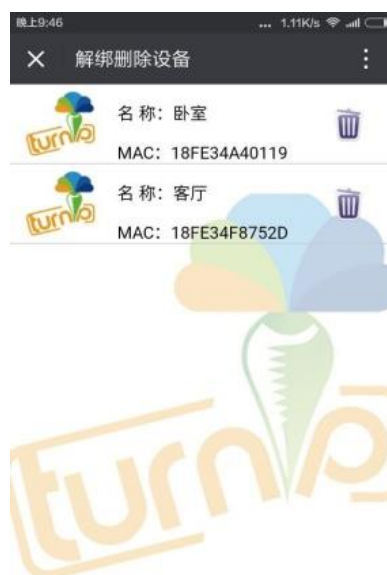 晚上9:46
... 1.11K/s
解绑删除设备
turnip
名 称：卧室
MAC：18FE34A40119
turnip
名 称：客厅
MAC：18FE34F8752D
turnip